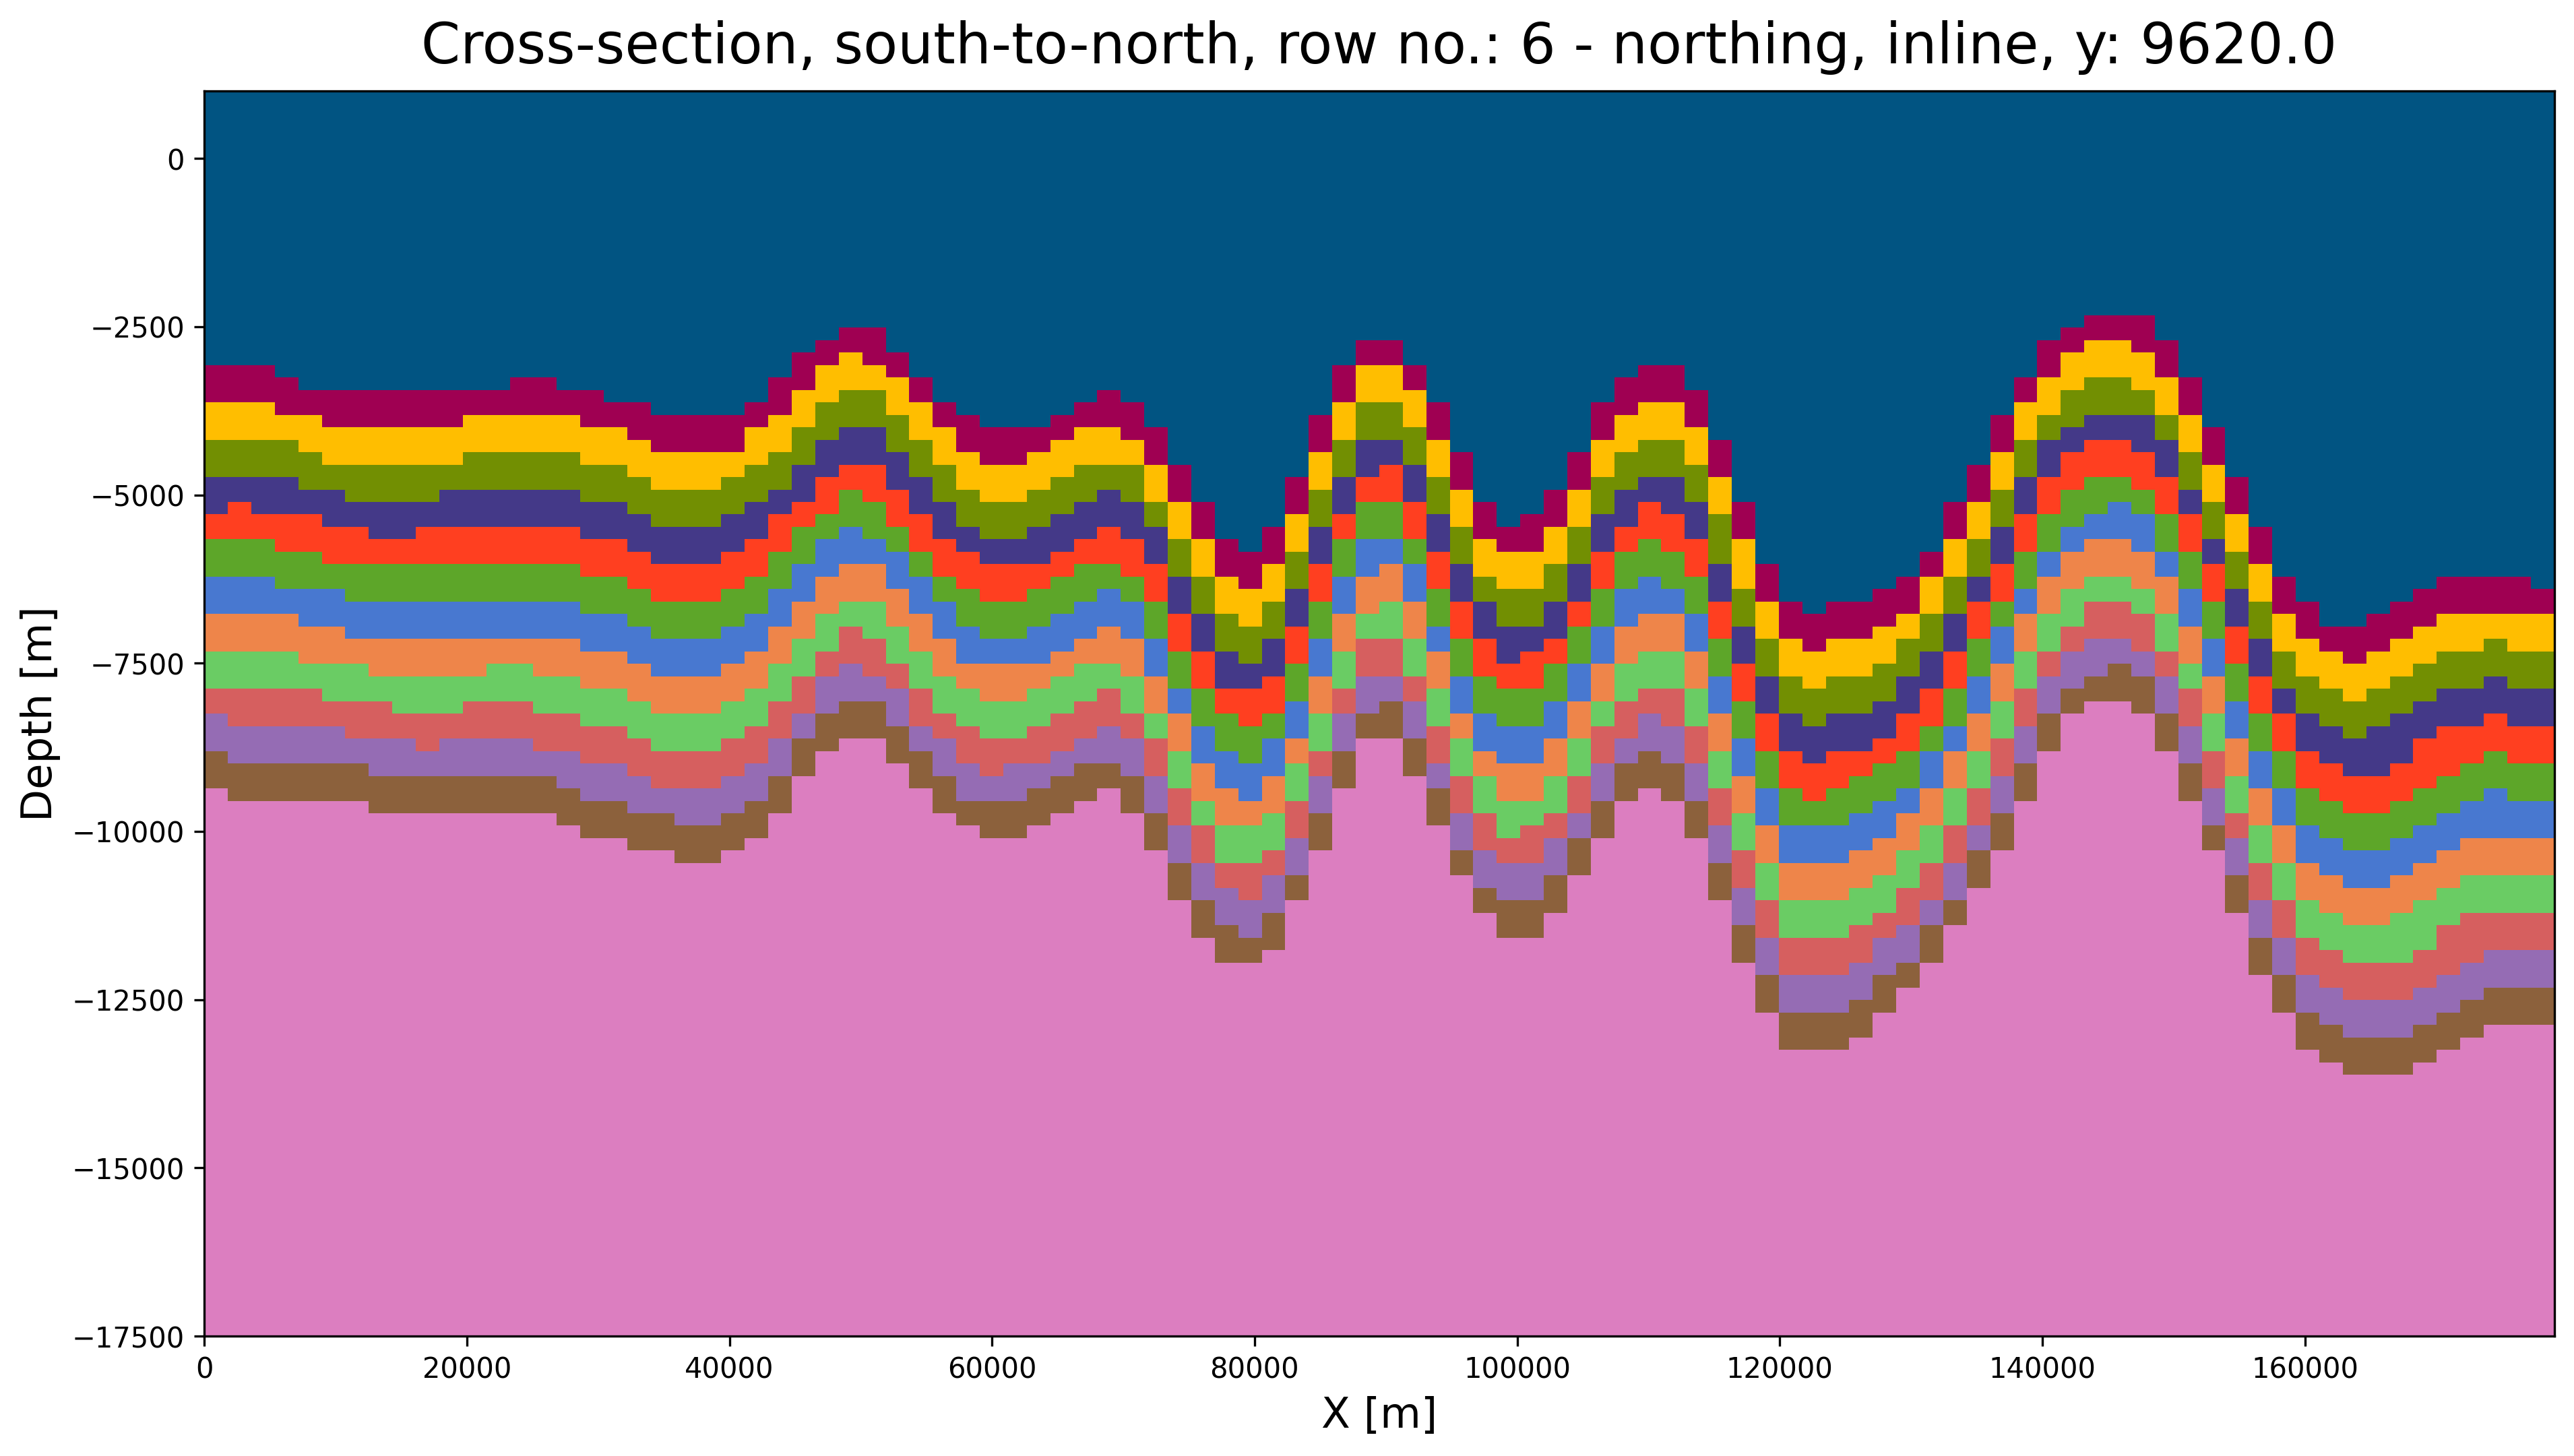 Cross-section, south-to-north, row no.: 6 - northing, inline, y: 9620.0
0
−2500
−5000
−7500
−10000
−12500
−15000
−17500
Depth [m]
0 20000 40000 60000 80000 100000 120000 140000 160000
X [m]